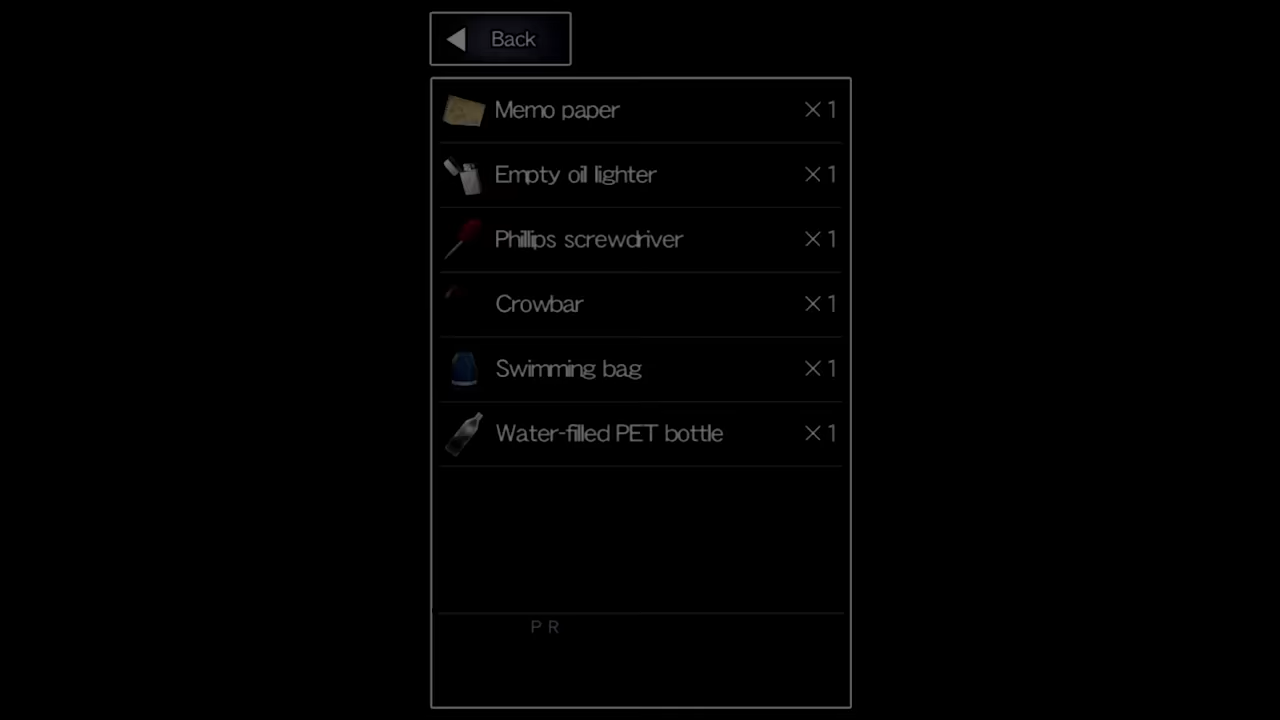 Back
Memo paper ×1
Empty oil lighter ×1
Phillips screwdriver ×1
Crowbar ×1
Swimming bag ×1
Water-filled PET bottle ×1
PR